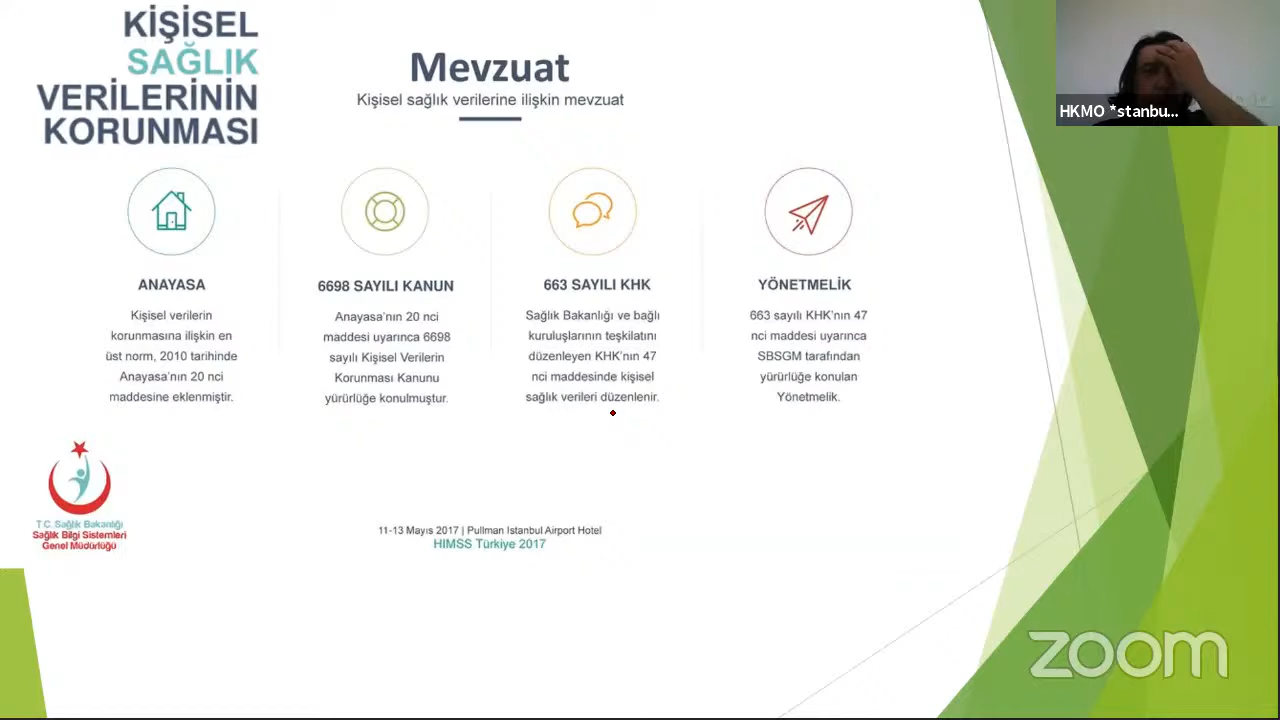 KİŞİSEL
SAĞLIK
VERİLERİNİN
KORUNMASI
Mevzuat
Kişisel sağlık verilerine ilişkin mevzuat
HKMO *stanbu...
ANAYASA
Kişisel verilerin
korunmasına ilişkin en
üst norm, 2010 tarihinde
Anayasa'nın 20 nci
maddesine eklenmiştir.
6698 SAYILI KANUN
Anayasa'nın 20 nci
maddesi uyarınca 6698
sayılı Kişisel Verilerin
Korunması Kanunu
yürürlüğe konulmuştur.
663 SAYILI KHK
Sağlık Bakanlığı ve bağlı
kuruluşlarının teşkilatını
düzenleyen KHK'nın 47
nci maddesinde kişisel
sağlık verileri düzenlenir.
YÖNETMELİK
663 sayılı KHK'nın 47
nci maddesi uyarınca
SBSGM tarafından
yürürlüğe konulan
Yönetmelik.
T.C. Sağlık Bakanlığı
Sağlık Bilgi Sistemleri
Genel Müdürlüğü
11-13 Mayıs 2017 | Pullman Istanbul Airport Hotel
HIMSS Türkiye 2017
zoom